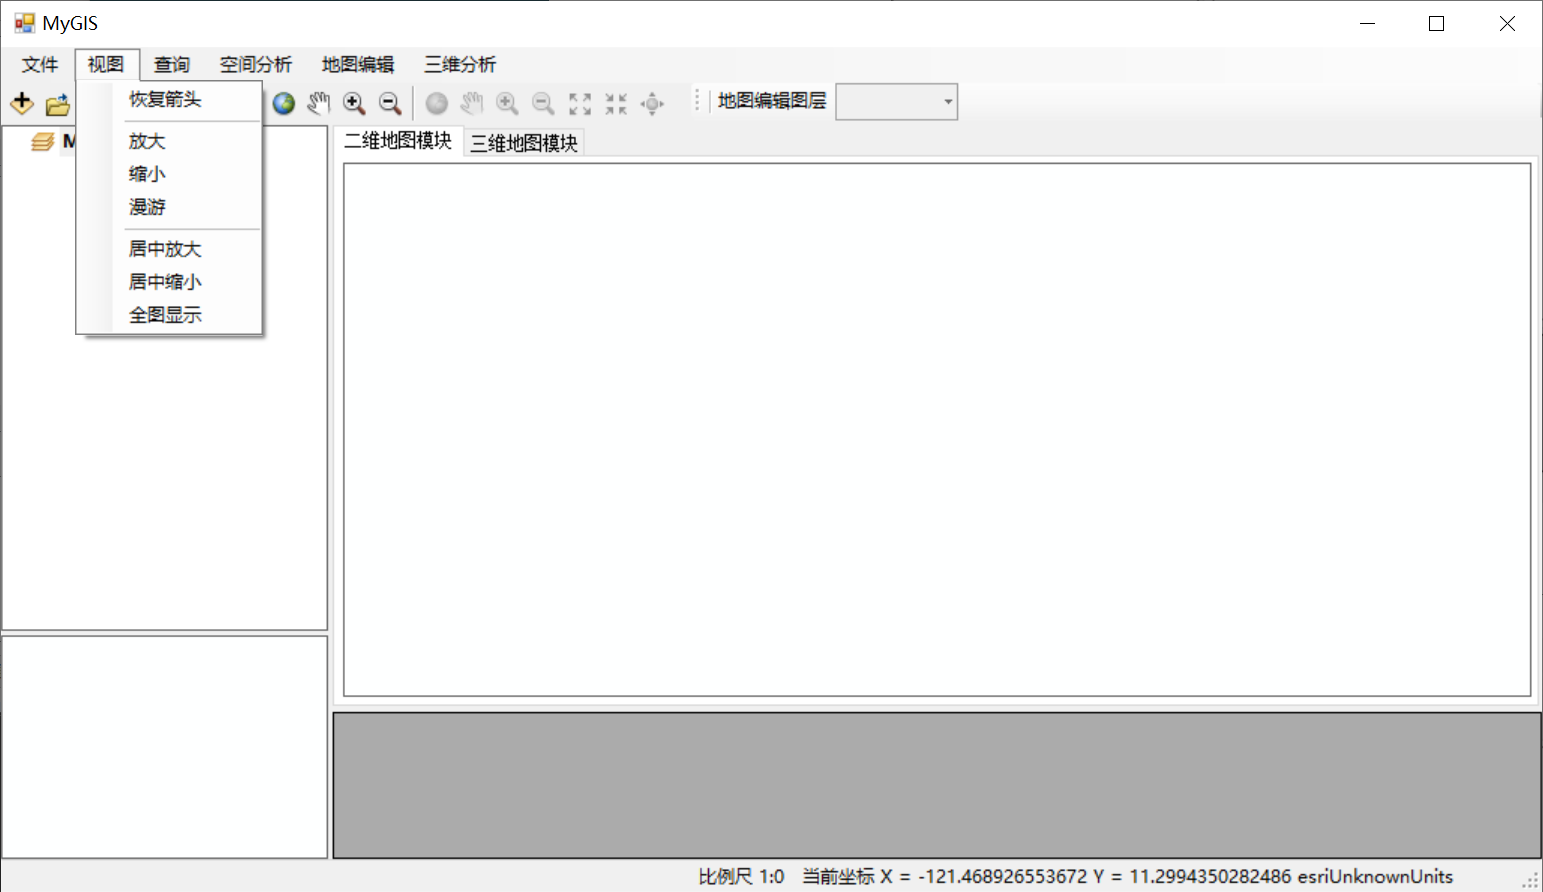 MyGIS
文件 视图 查询 空间分析 地图编辑 三维分析
地图编辑图层
恢复箭头
放大
缩小
漫游
居中放大
居中缩小
全图显示
M
二维地图模块 三维地图模块
比例尺 1:0 当前坐标 X = -121.468926553672 Y = 11.2994350282486 esriUnknownUnits